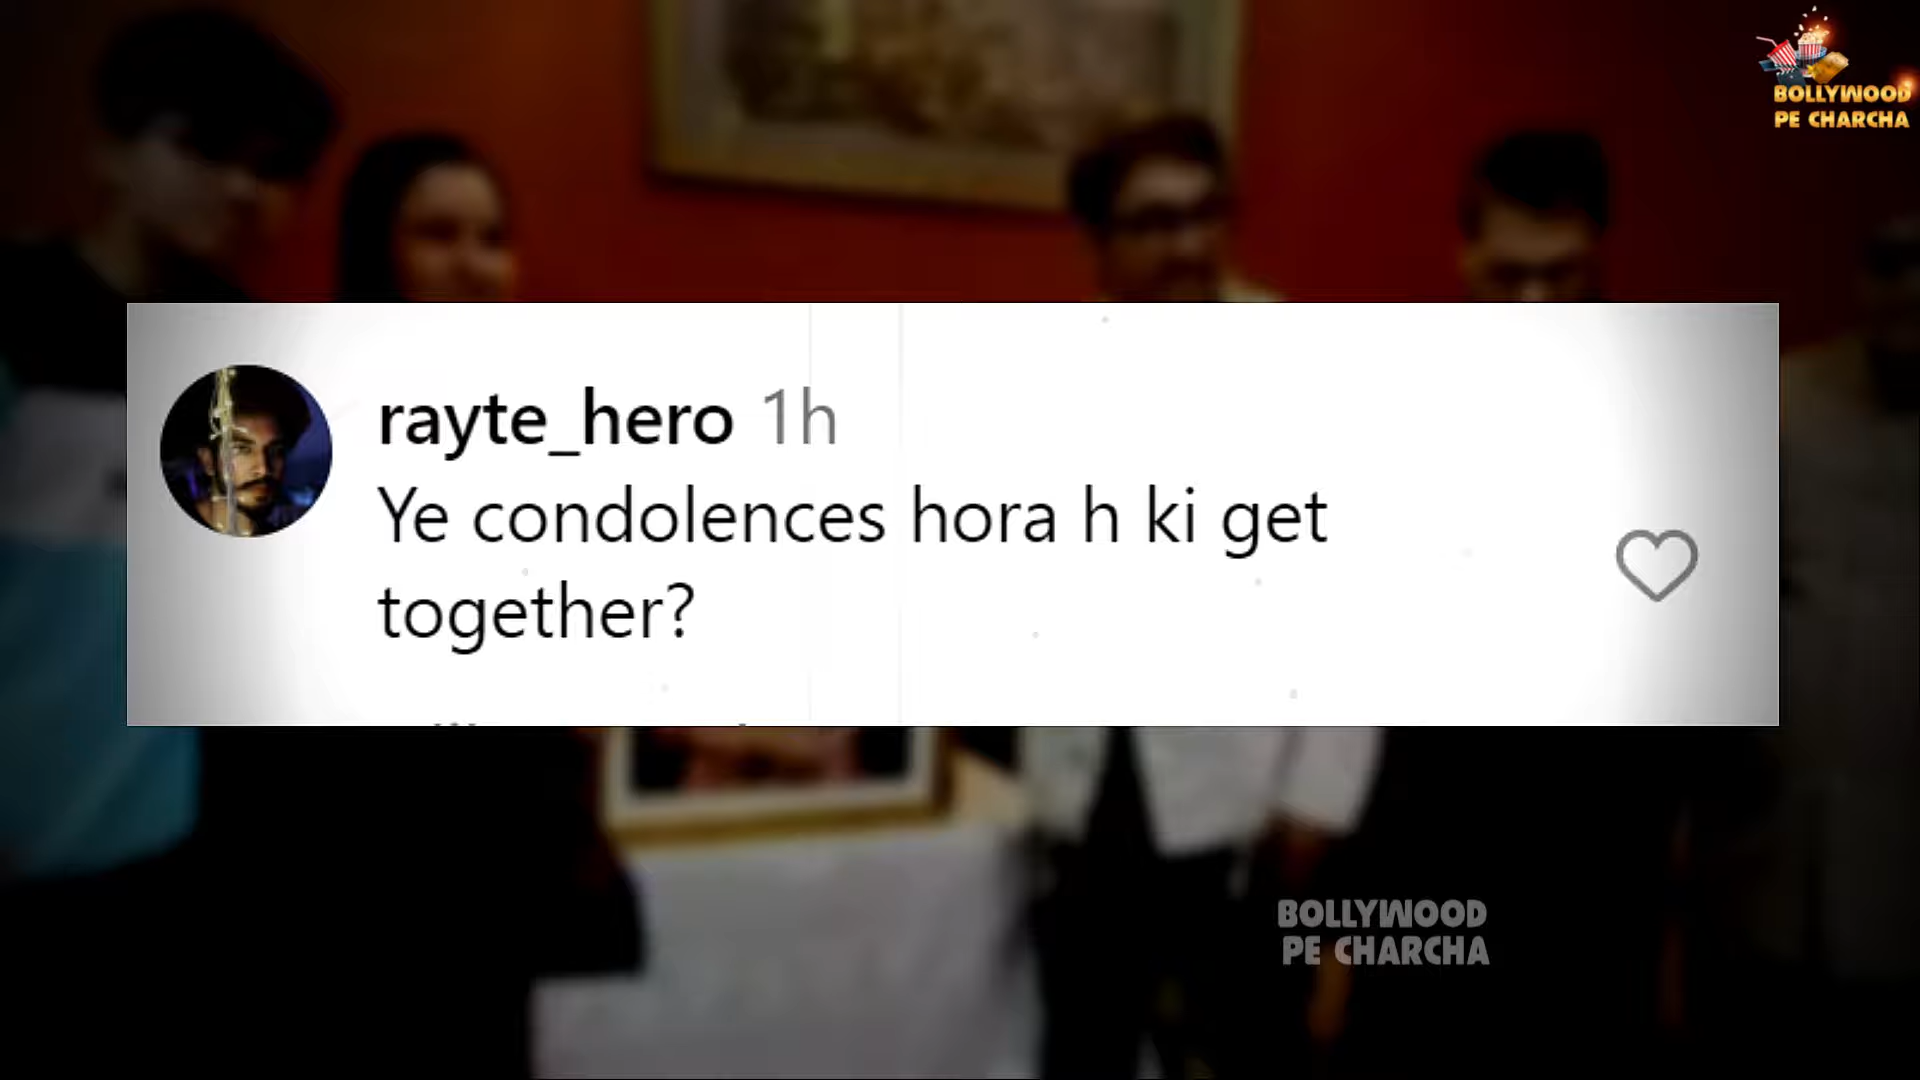 BOLLYWOOD
PE CHARCHA
rayte_hero 1h
Ye condolences hora h ki get
together?
BOLLYWOOD
PE CHARCHA